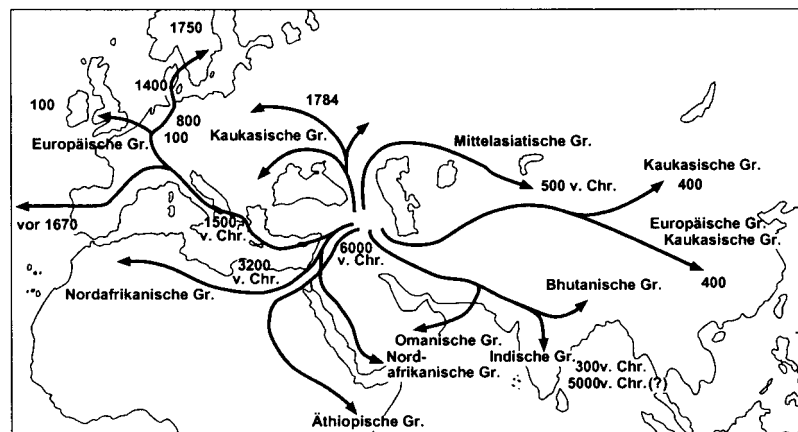 1750
1400
100
800
100
1784
Europäische Gr.
Kaukasische Gr.
Mittelasiatische Gr.
500 v. Chr.
Kaukasische Gr.
400
vor 1670
1500
v. Chr.
Europäische Gr.
Kaukasische Gr.
400
3200
v. Chr.
6000
v. Chr.
Nordafrikanische Gr.
Bhutanische Gr.
Omanische Gr.
Nord-
afrikanische Gr.
Indische Gr.
300v. Chr.
5000v. Chr.(?)
Äthiopische Gr.